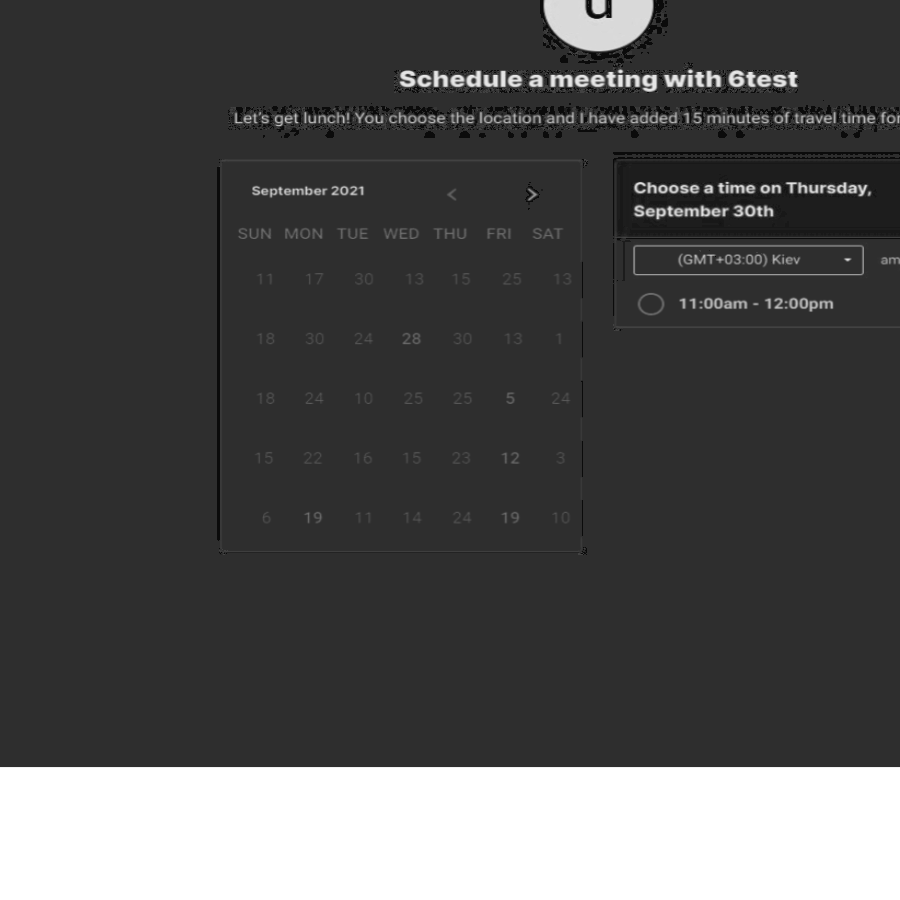 u
Schedule a meeting with 6test
Let's get lunch! You choose the location and I have added 15 minutes of travel time for
September 2021 < >
SUN MON TUE WED THU FRI SAT
11 17 30 13 15 25 13
18 30 24 28 30 13 1
18 24 10 25 25 5 24
15 22 16 15 23 12 3
6 19 11 14 24 19 10
Choose a time on Thursday,
September 30th
(GMT+03:00) Kiev am
11:00am - 12:00pm